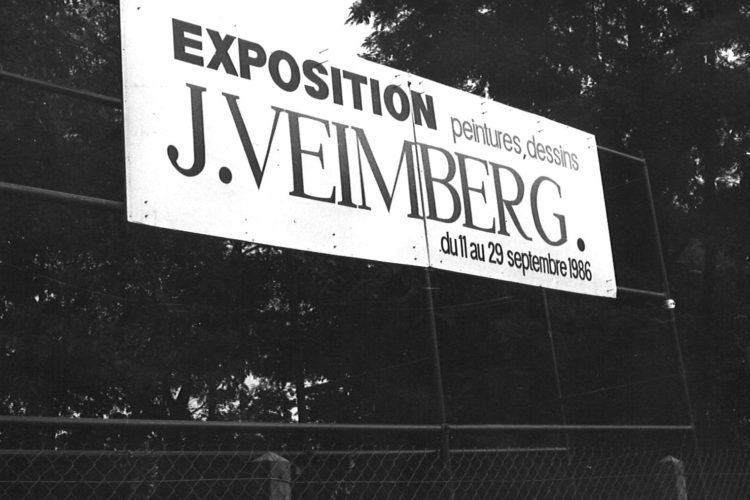 EXPOSITION peintures, dessins
J. VEIMBERG.
du 11 au 29 septembre 1986